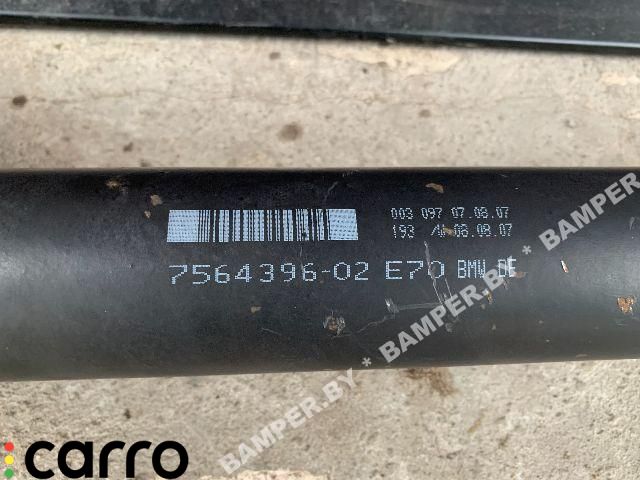 003 097 07.08.07
193 /W 08.08.07
7564396-02 E70 BMW DE
BAMPER.BY * BAMPER.BY * BAMPER.BY
carro